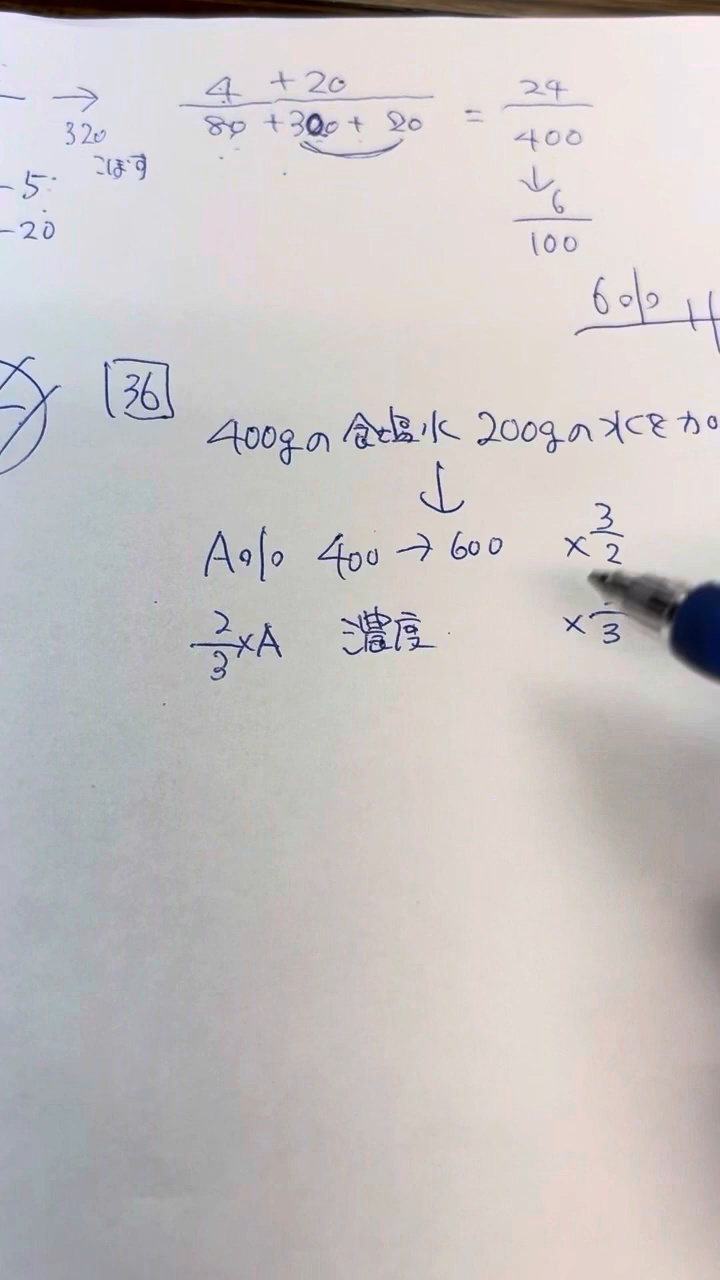 → 4 + 20 / 80 + 300 + 20 = 24 / 400
320
こぼす
-5
-20
↓
6 / 100
6%
36
400gの食塩水 200gの水を加
↓
A% 400 → 600 × 3/2
2/3 × A 濃度 × /3